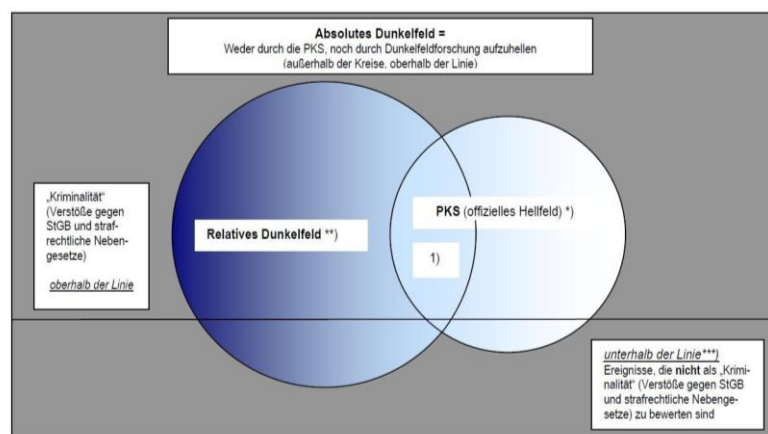 Absolutes Dunkelfeld =
Weder durch die PKS, noch durch Dunkelfeldforschung aufzuhellen
(außerhalb der Kreise, oberhalb der Linie)
„Kriminalität“
(Verstöße gegen
StGB und straf-
rechtliche Neben-
gesetze)
oberhalb der Linie
Relatives Dunkelfeld **)
PKS (offizielles Hellfeld) *)
1)
unterhalb der Linie***)
Ereignisse, die nicht als „Krimi-
nalität“ (Verstöße gegen StGB
und strafrechtliche Nebenge-
setze) zu bewerten sind